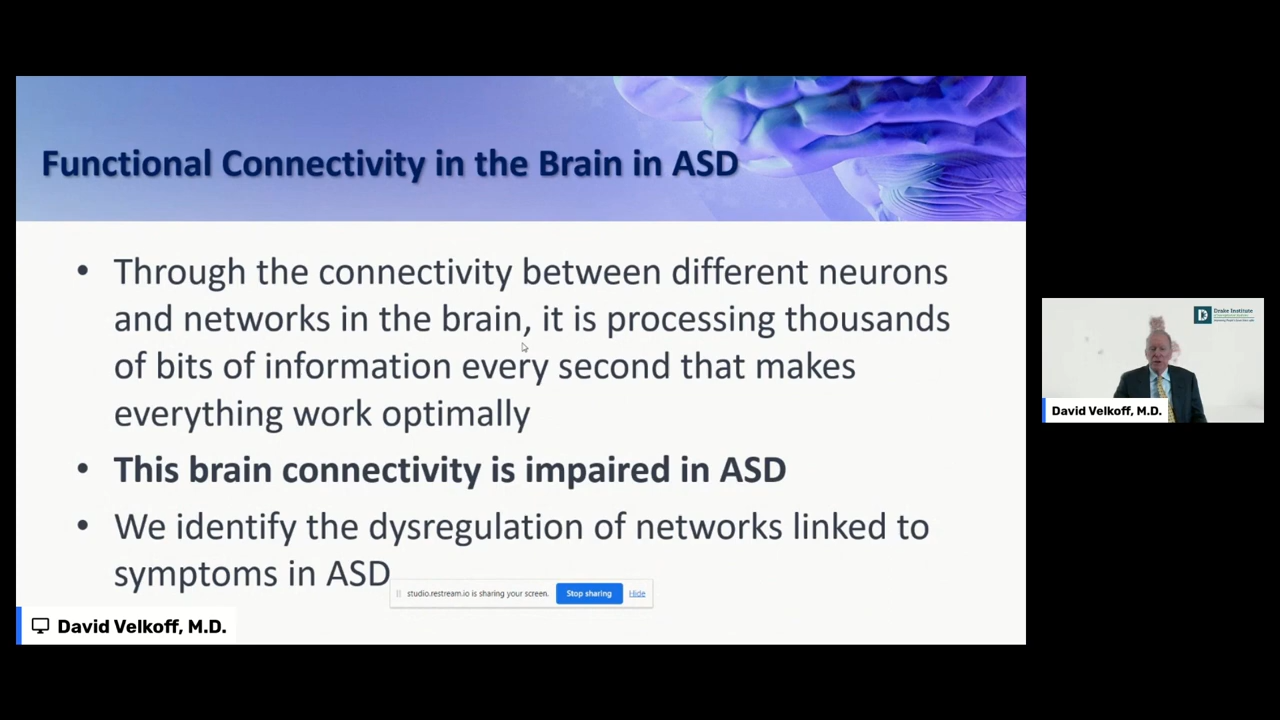 Functional Connectivity in the Brain in ASD
• Through the connectivity between different neurons
and networks in the brain, it is processing thousands
of bits of information every second that makes
everything work optimally
• This brain connectivity is impaired in ASD
• We identify the dysregulation of networks linked to
symptoms in ASD
studio.restream.io is sharing your screen. Stop sharing Hide
David Velkoff, M.D.
Drake Institute
David Velkoff, M.D.